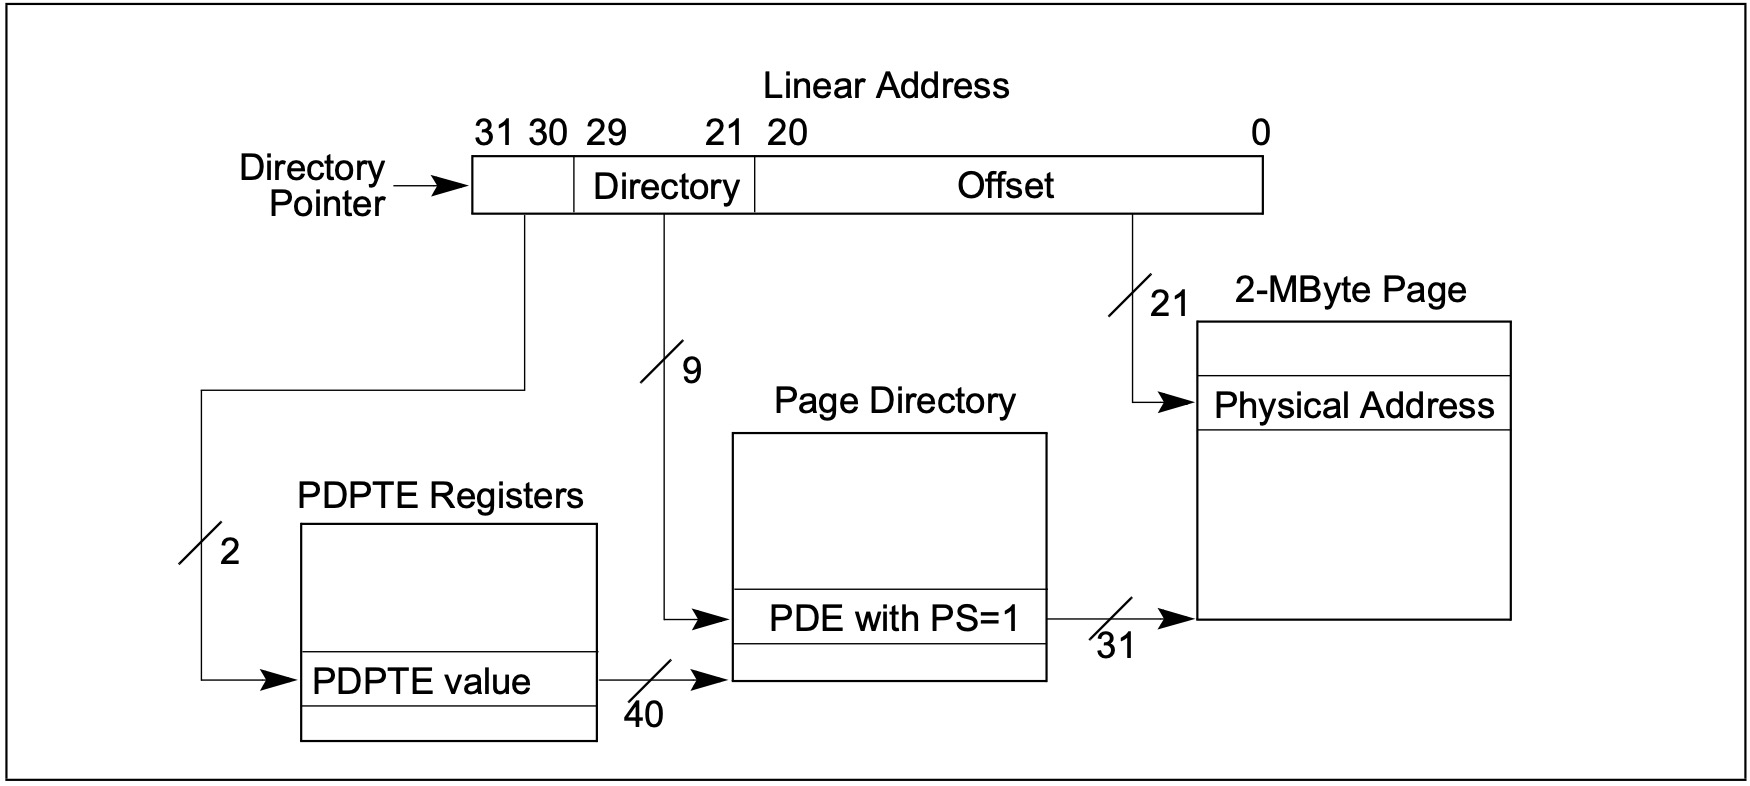 Linear Address
31 30 29 21 20 0
Directory
Pointer
Directory
Offset
21
2-MByte Page
9
Page Directory
Physical Address
PDPTE Registers
2
PDE with PS=1
31
PDPTE value
40